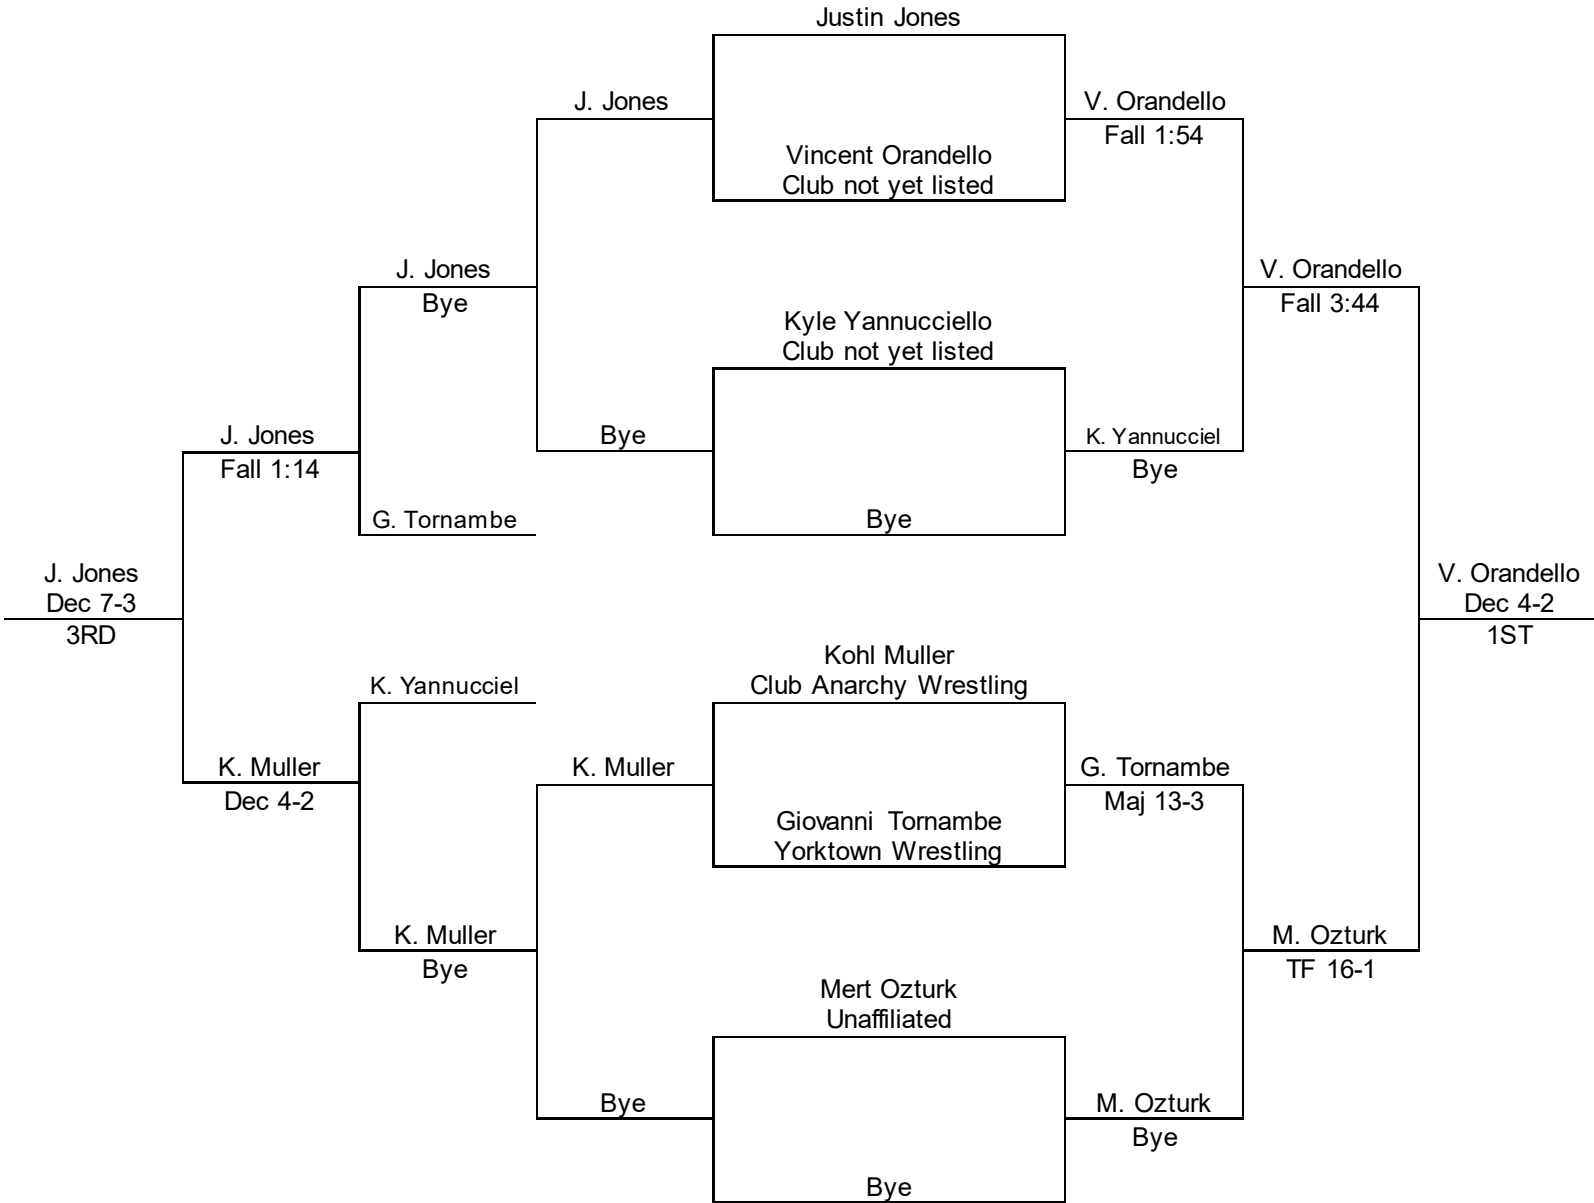 Justin Jones
J. Jones
V. Orandello
Fall 1:54
Vincent Orandello
Club not yet listed
J. Jones
Bye
V. Orandello
Fall 3:44
Kyle Yannucciello
Club not yet listed
J. Jones
Fall 1:14
Bye
K. Yannucciel
Bye
G. Tornambe
Bye
J. Jones
Dec 7-3
3RD
V. Orandello
Dec 4-2
1ST
Kohl Muller
Club Anarchy Wrestling
K. Yannucciel
K. Muller
Dec 4-2
K. Muller
G. Tornambe
Maj 13-3
Giovanni Tornambe
Yorktown Wrestling
K. Muller
Bye
M. Ozturk
TF 16-1
Mert Ozturk
Unaffiliated
Bye
M. Ozturk
Bye
Bye